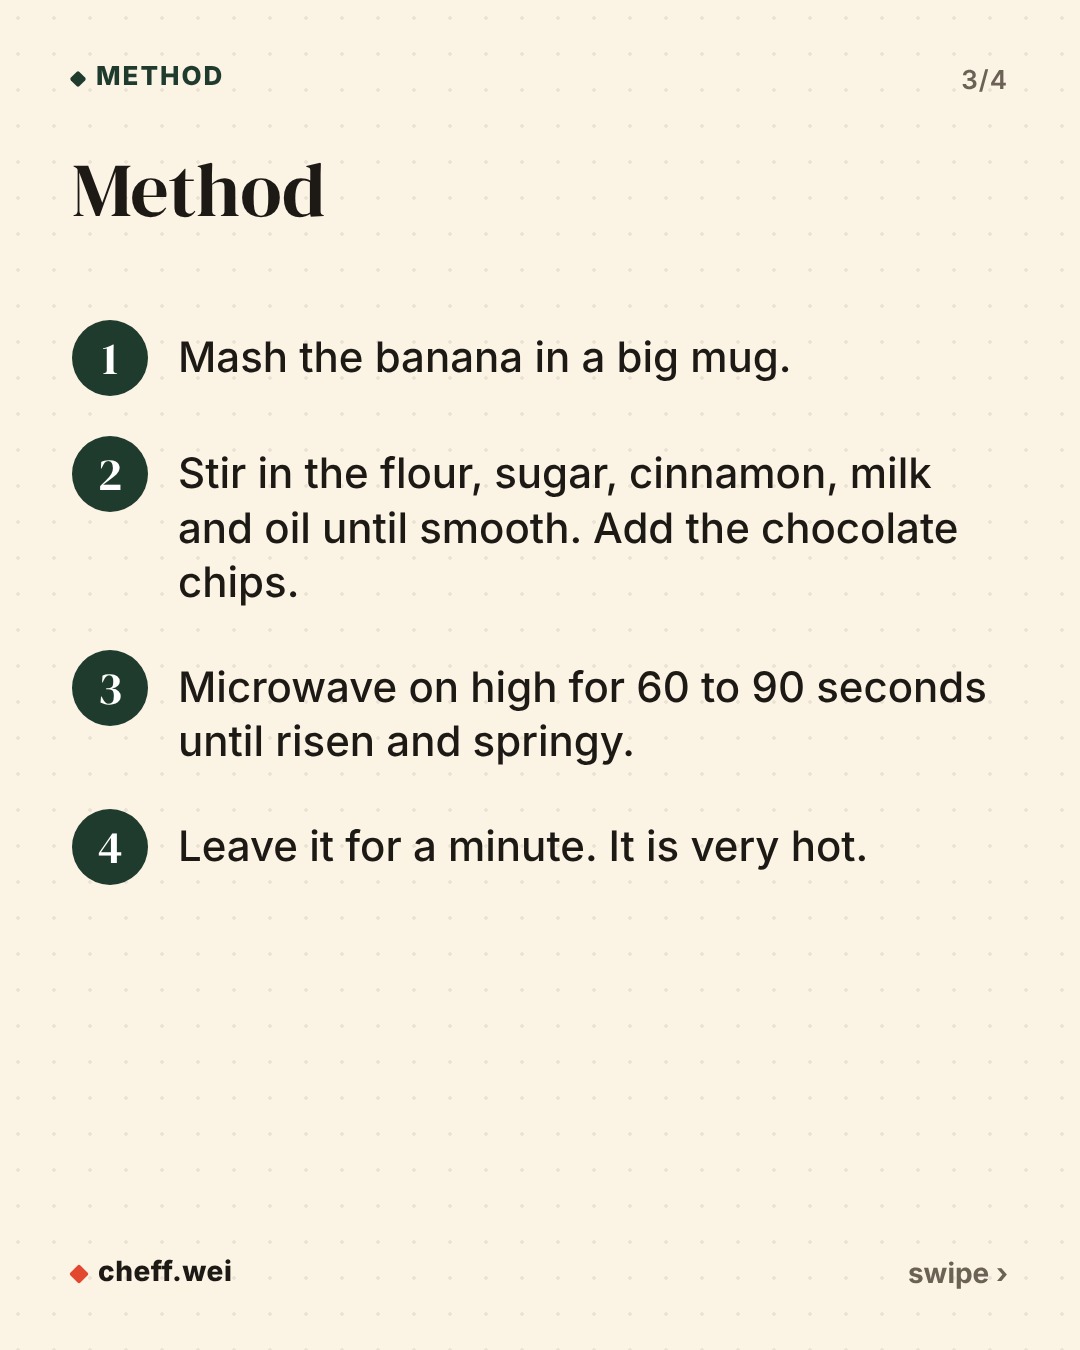 METHOD
3/4
Method
1 Mash the banana in a big mug.
2 Stir in the flour, sugar, cinnamon, milk
and oil until smooth. Add the chocolate
chips.
3 Microwave on high for 60 to 90 seconds
until risen and springy.
4 Leave it for a minute. It is very hot.
cheff.wei
swipe ›